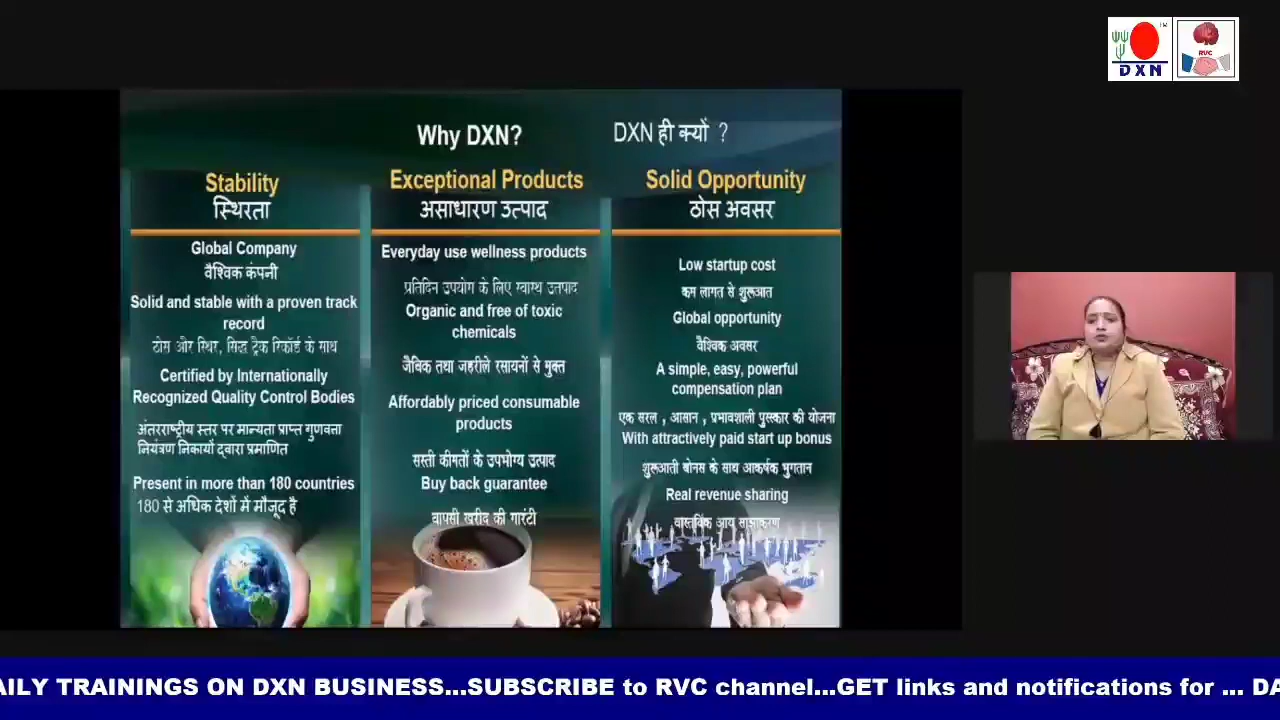 DXN
TM
RVC
Why DXN?
DXN ही क्यों ?
Stability
स्थिरता
Global Company
वैश्विक कंपनी
Solid and stable with a proven track
record
ठोस और स्थिर, सिद्ध ट्रैक रिकॉर्ड के साथ
Certified by Internationally
Recognized Quality Control Bodies
अंतरराष्ट्रीय स्तर पर मान्यता प्राप्त गुणवत्ता
नियंत्रण निकायों द्वारा प्रमाणित
Present in more than 180 countries
180 से अधिक देशों में मौजूद है
Exceptional Products
असाधारण उत्पाद
Everyday use wellness products
प्रतिदिन उपयोग के लिए
Organic and free of toxic
chemicals
जैविक तथा जहरीले रसायनों से मुक्त
Affordably priced consumable
products
सस्ती कीमतों के उपभोग्य उत्पाद
Buy back guarantee
वापसी खरीद की गारंटी
Solid Opportunity
ठोस अवसर
Low startup cost
कम लागत से शुरूआत
Global opportunity
वैश्विक अवसर
A simple, easy, powerful
compensation plan
एक सरल , आसान , प्रभावशाली पुरस्कार की योजना
With attractively paid start up bonus
शुरूआती बोनस के साथ आकर्षक भुगतान
Real revenue sharing
वास्तविक आय साझाकरण
AILY TRAININGS ON DXN BUSINESS...SUBSCRIBE to RVC channel...GET links and notifications for ... DA